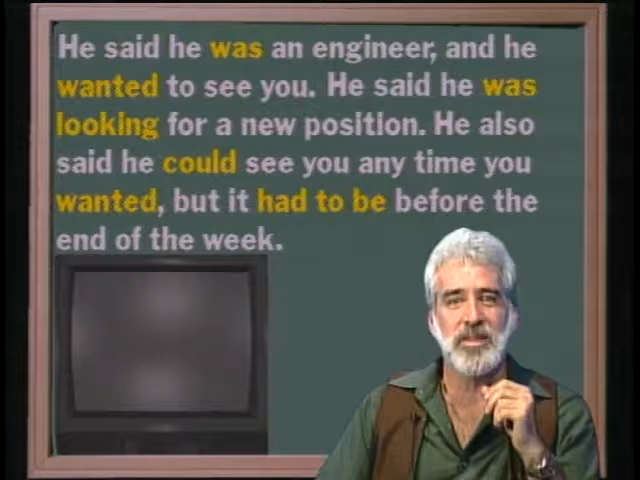 He said he was an engineer, and he
wanted to see you. He said he was
looking for a new position. He also
said he could see you any time you
wanted, but it had to be before the
end of the week.